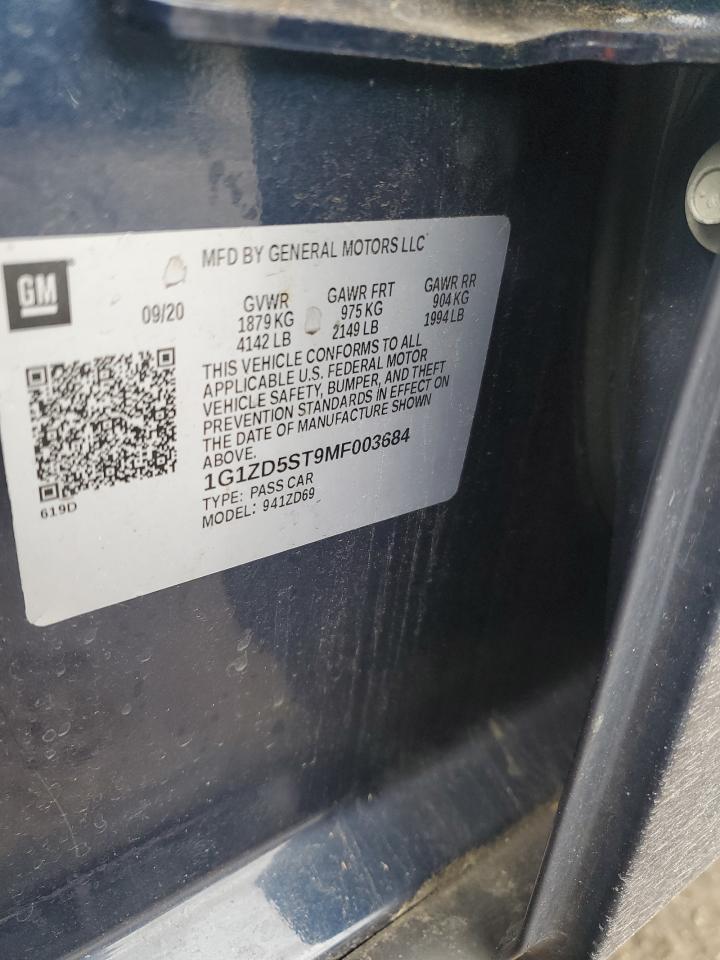 MFD BY GENERAL MOTORS LLC
GM
09/20
GVWR
1879 KG
4142 LB
GAWR FRT
975 KG
2149 LB
GAWR RR
904 KG
1994 LB
THIS VEHICLE CONFORMS TO ALL
APPLICABLE U.S. FEDERAL MOTOR
VEHICLE SAFETY, BUMPER, AND THEFT
PREVENTION STANDARDS IN EFFECT ON
THE DATE OF MANUFACTURE SHOWN
ABOVE.
1G1ZD5ST9MF003684
TYPE: PASS CAR
MODEL: 941ZD69
619D